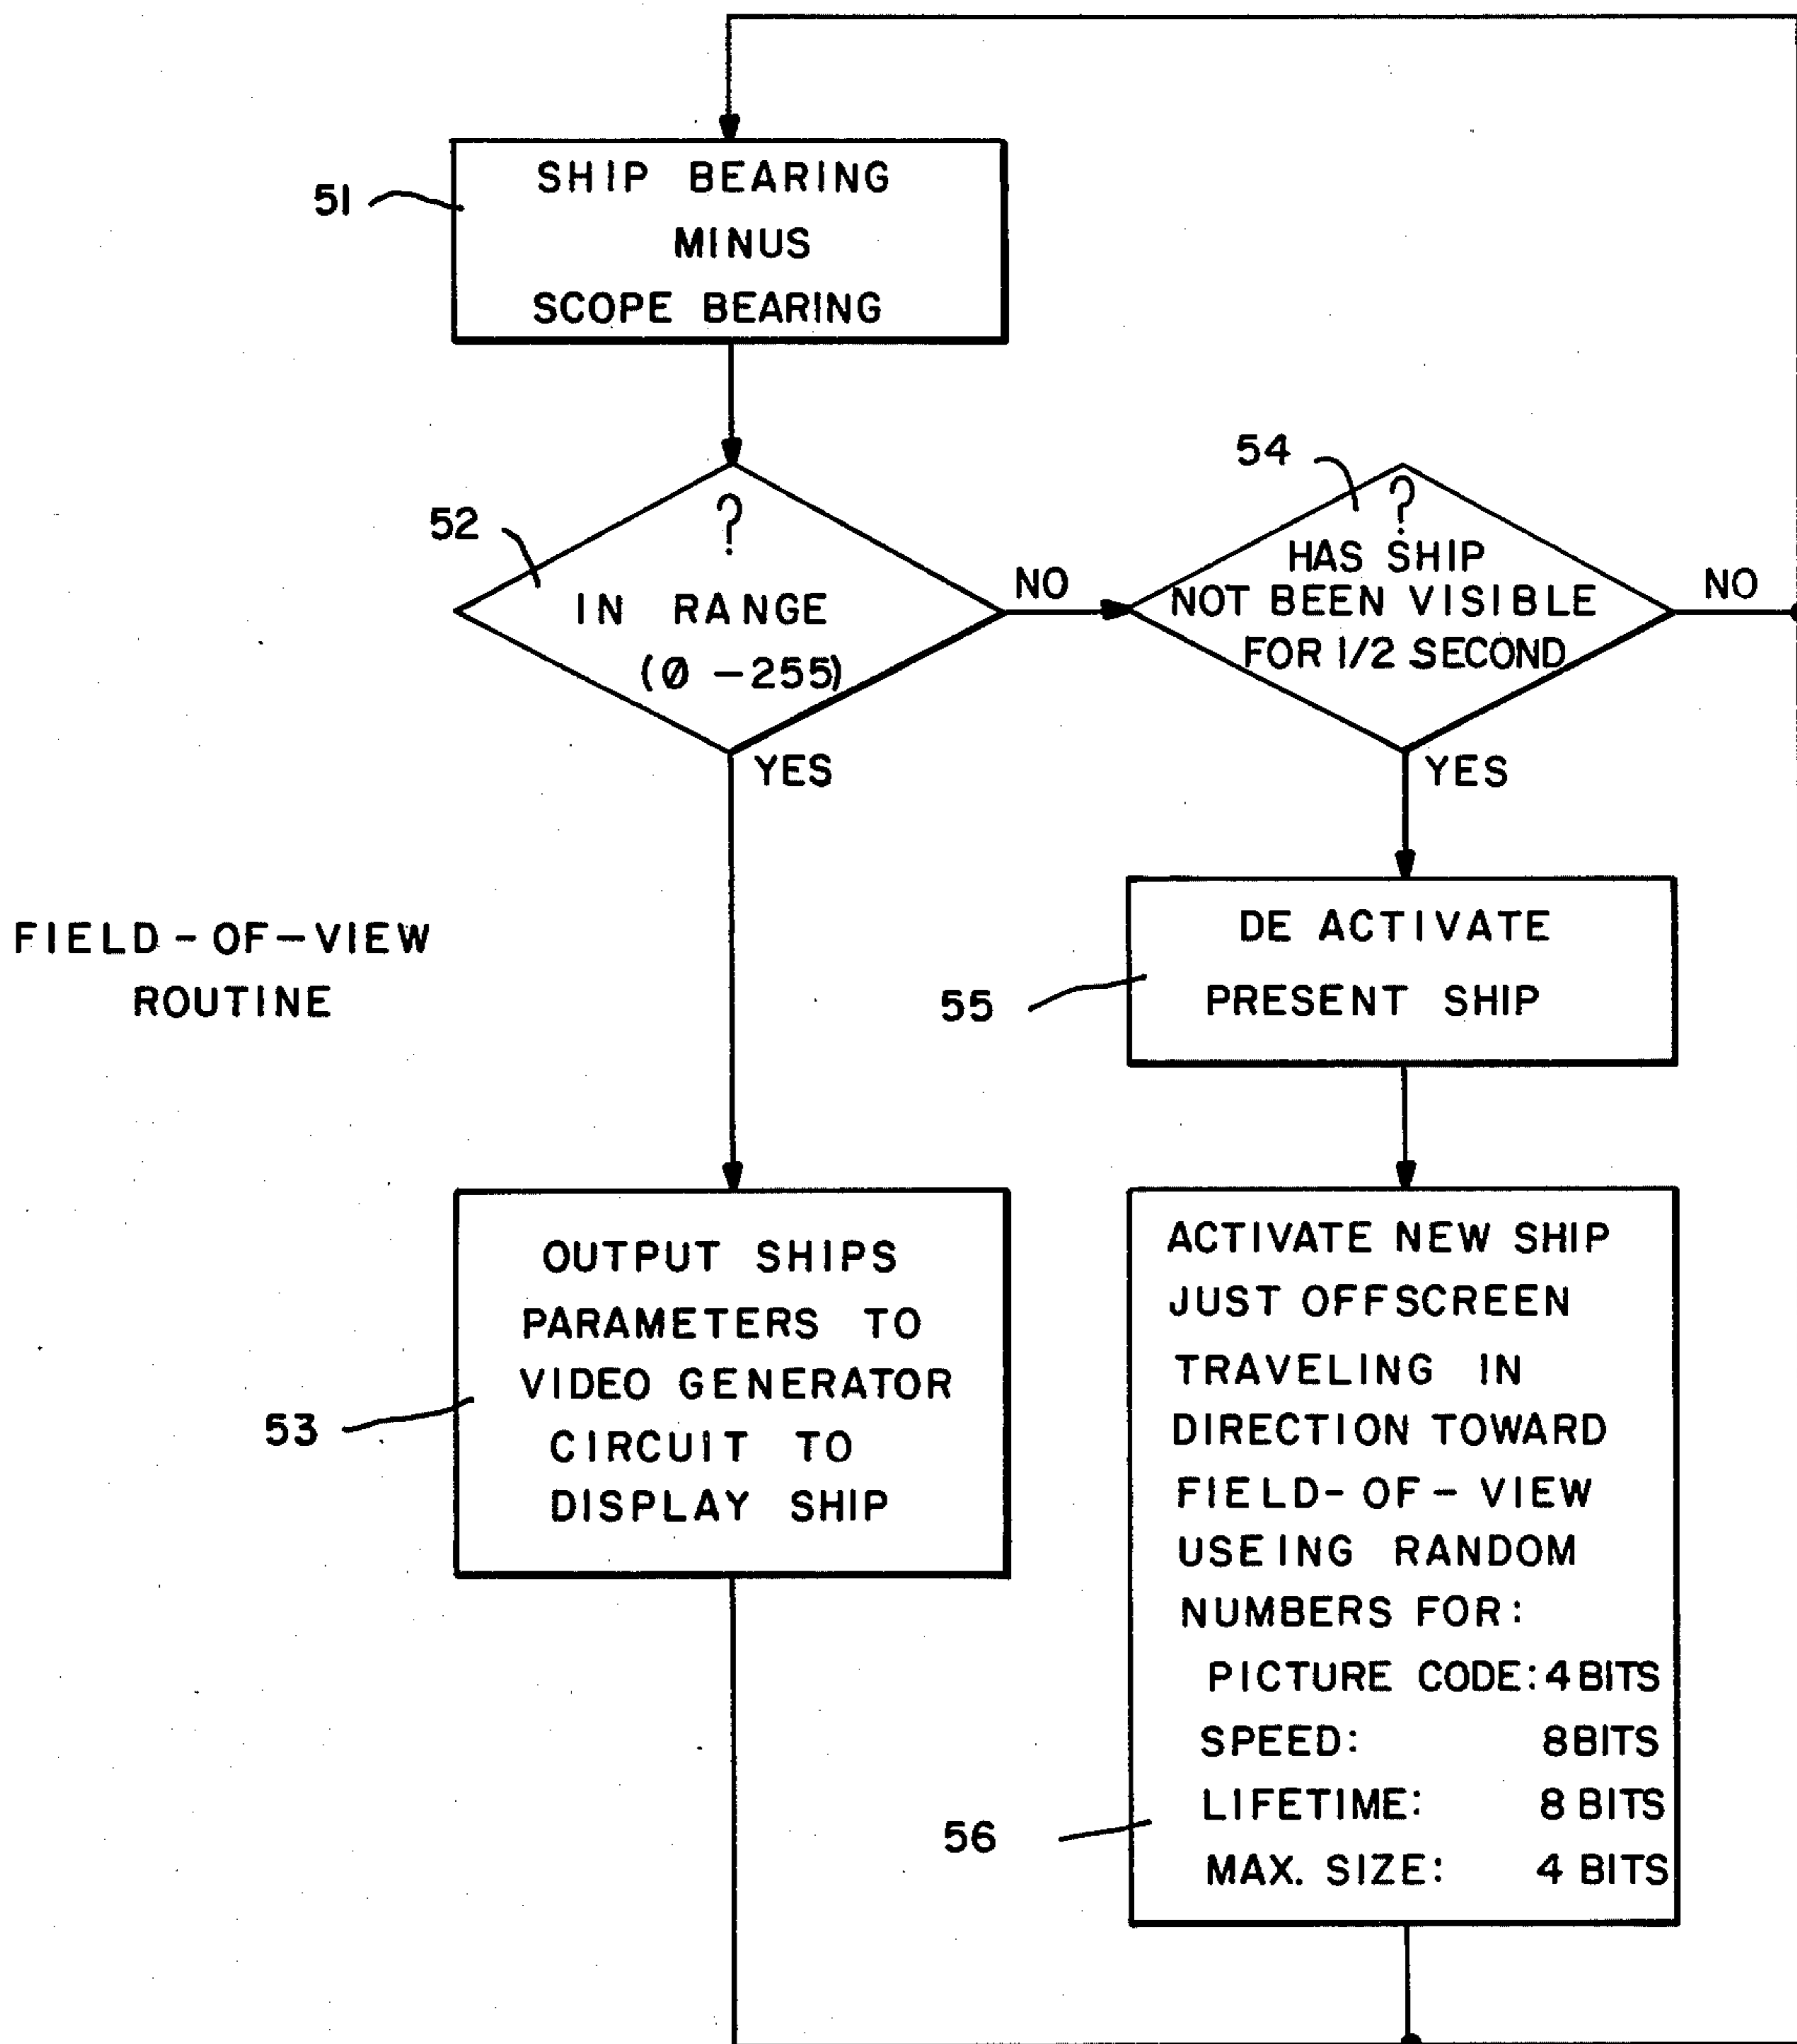 51
SHIP BEARING
MINUS
SCOPE BEARING
52
?
IN RANGE
(Ø -255)
NO
YES
54
?
HAS SHIP
NOT BEEN VISIBLE
FOR 1/2 SECOND
NO
YES
FIELD-OF-VIEW
ROUTINE
55
DE ACTIVATE
PRESENT SHIP
53
OUTPUT SHIPS
PARAMETERS TO
VIDEO GENERATOR
CIRCUIT TO
DISPLAY SHIP
56
ACTIVATE NEW SHIP
JUST OFFSCREEN
TRAVELING IN
DIRECTION TOWARD
FIELD-OF-VIEW
USEING RANDOM
NUMBERS FOR:
PICTURE CODE: 4 BITS
SPEED: 8 BITS
LIFETIME: 8 BITS
MAX. SIZE: 4 BITS